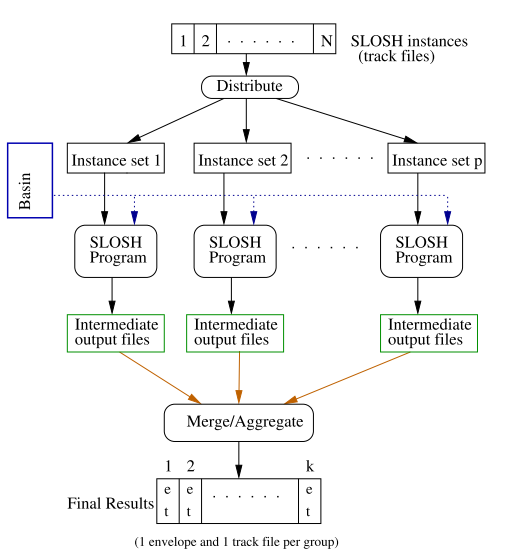 1 2 . . . . . . N SLOSH instances
(track files)
Distribute
Instance set 1 Instance set 2 . . . . . . Instance set p
Basin
SLOSH SLOSH SLOSH
Program Program . . . . . . Program
Intermediate Intermediate Intermediate
output files output files output files
Merge/Aggregate
1 2 k
e e . . . . . . e
Final Results
t t t
(1 envelope and 1 track file per group)